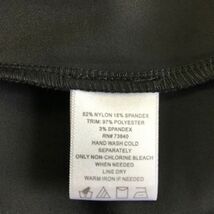 82% NYLON 18% SPANDEX
TRIM: 97% POLYESTER
3% SPANDEX
RN# 73840
HAND WASH COLD
SEPARATELY
ONLY NON-CHLORINE BLEACH
WHEN NEEDED
LINE DRY
WARM IRON IF NEEDED